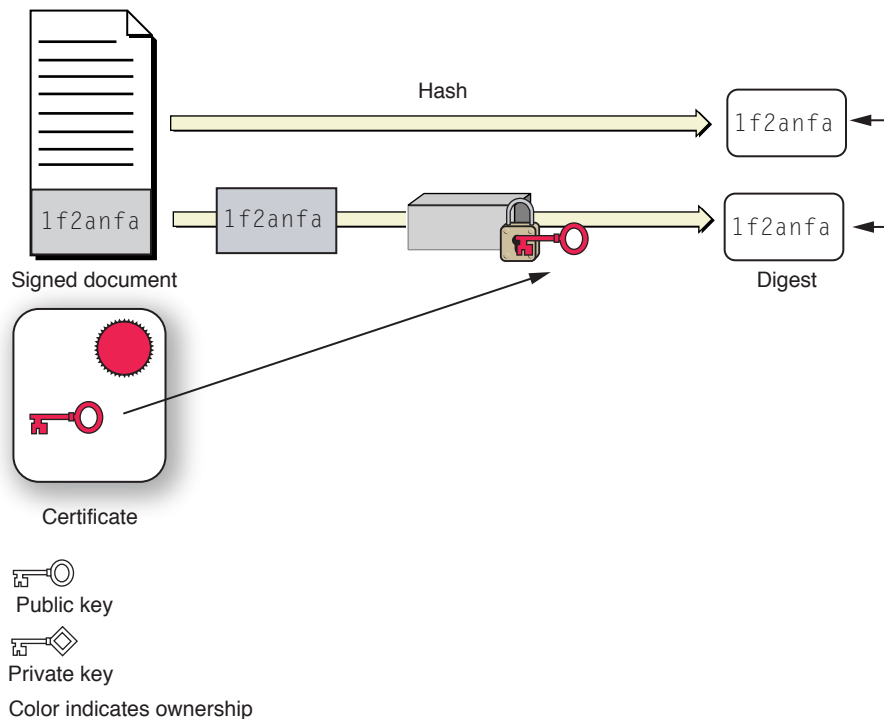 Hash
1f2anfa
1f2anfa
1f2anfa
1f2anfa
Signed document
Digest
Certificate
Public key
Private key
Color indicates ownership